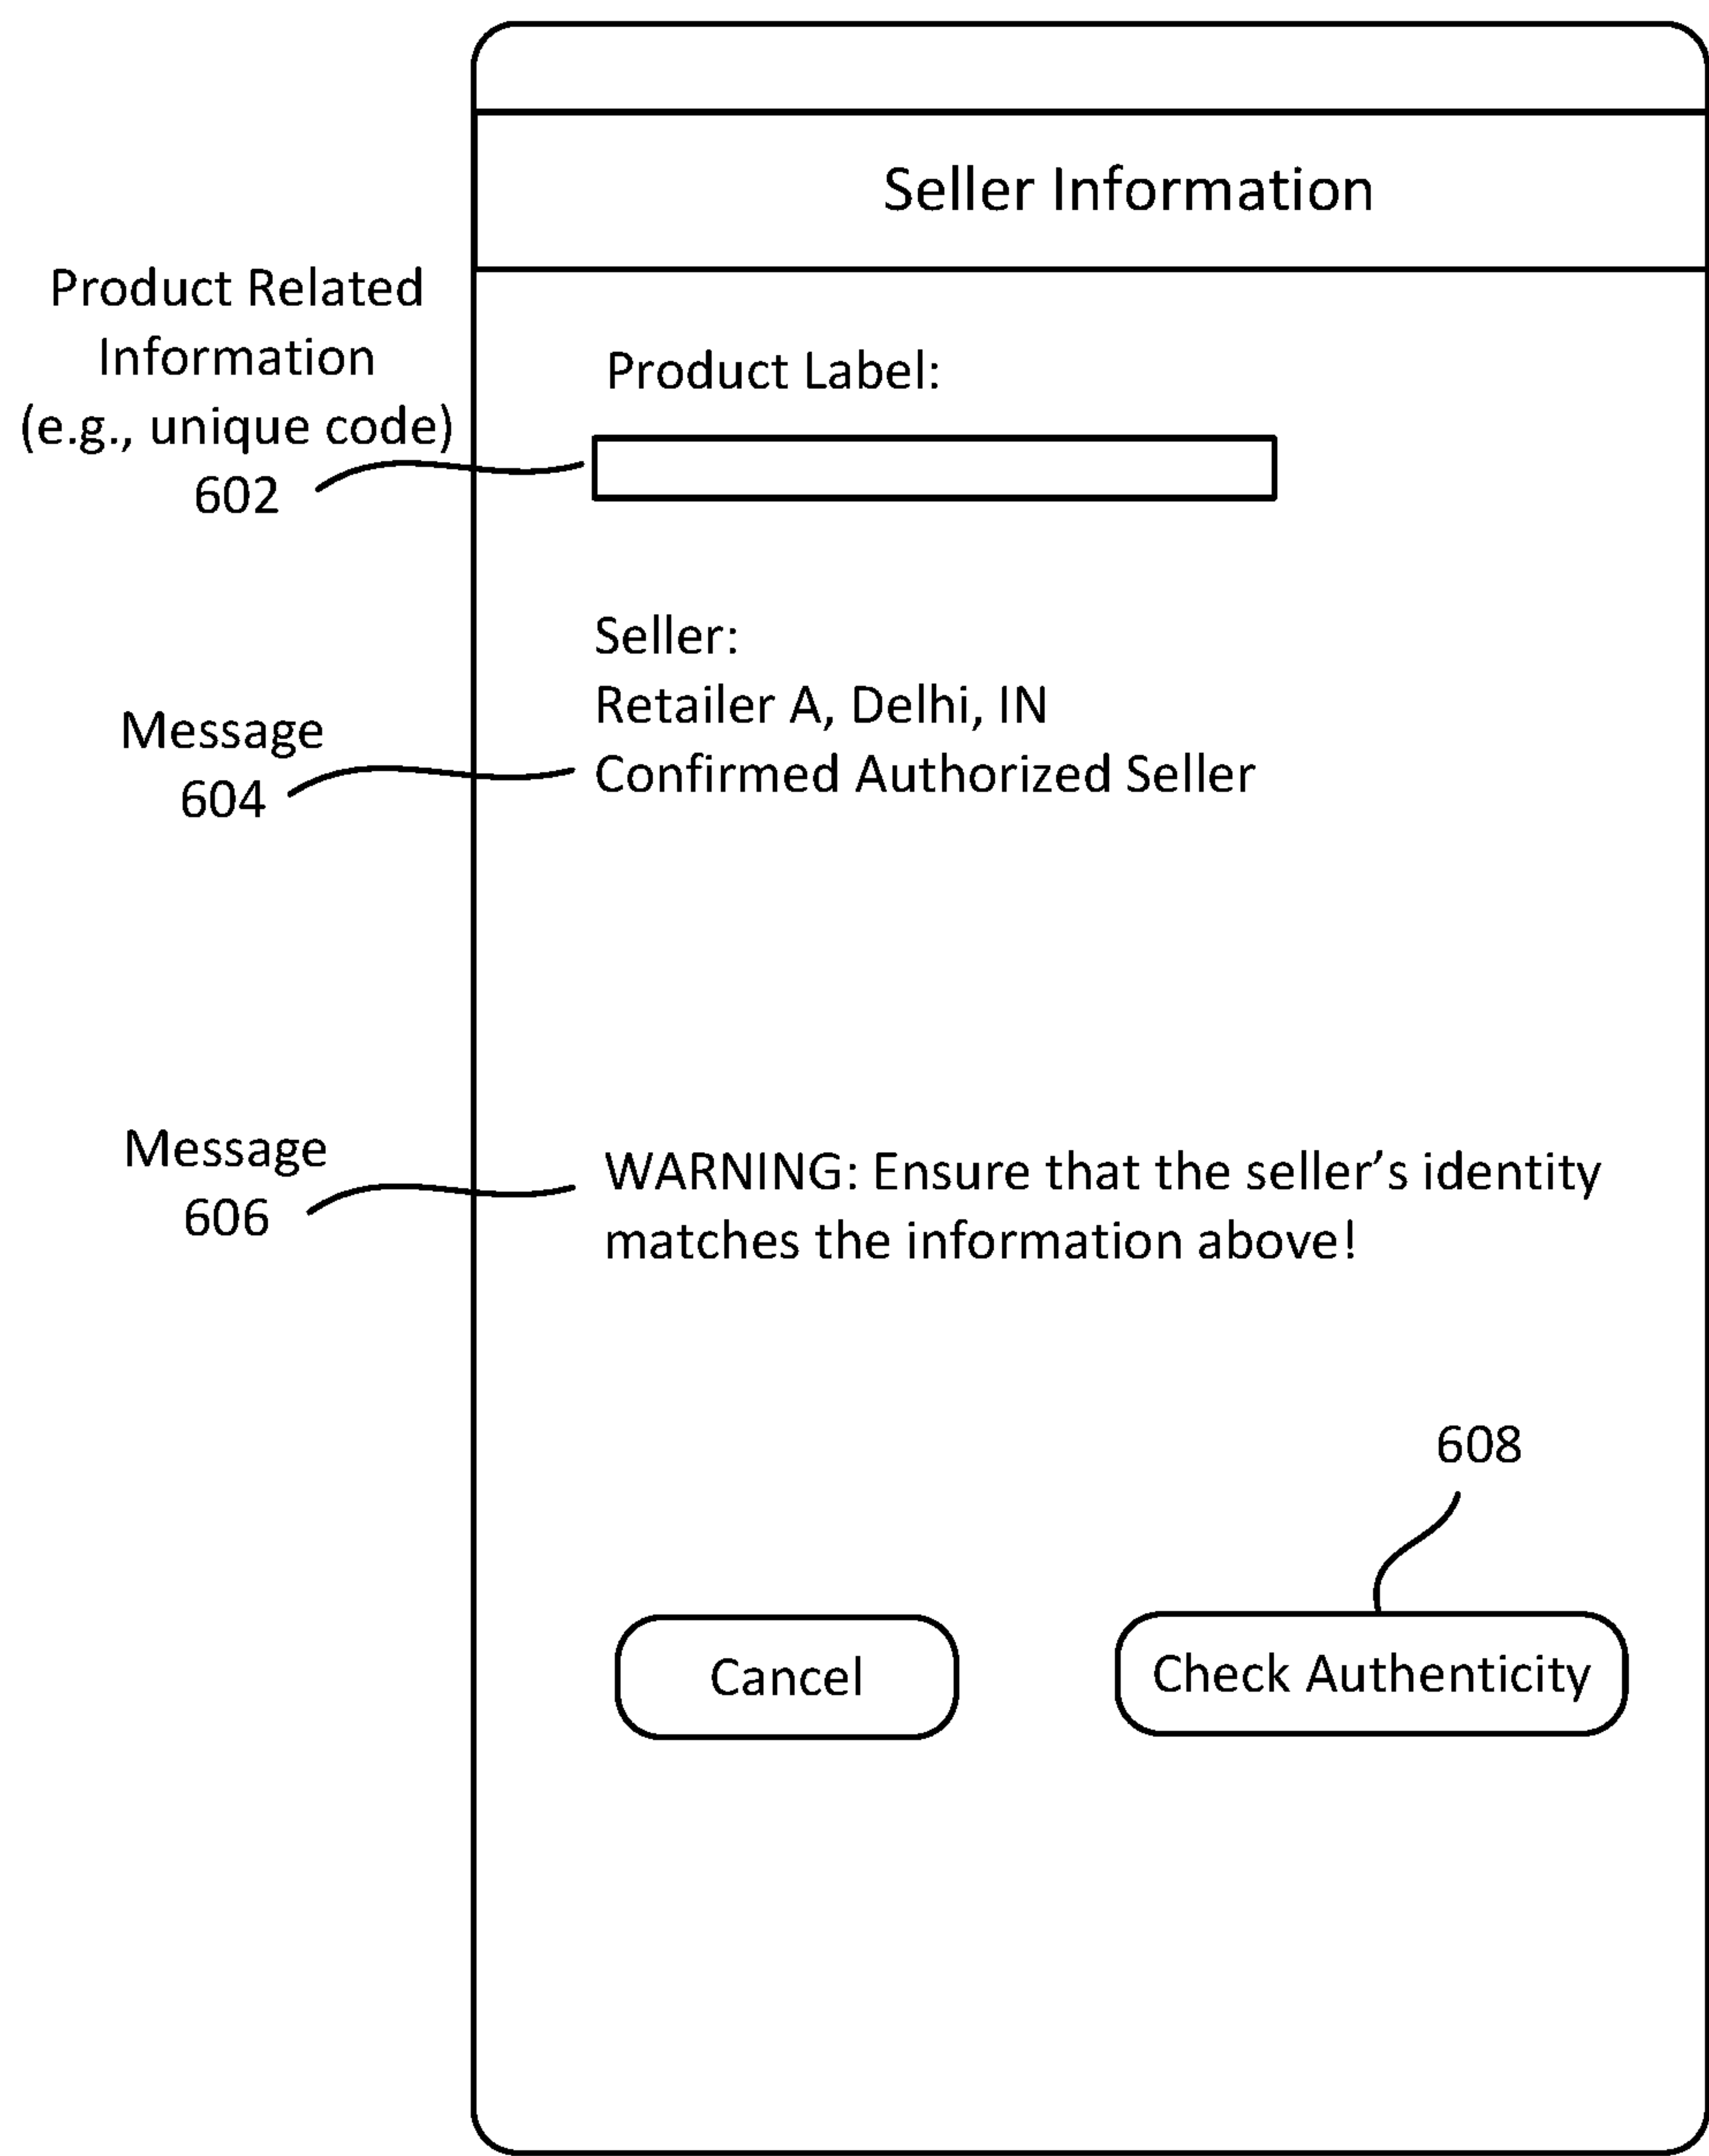 Seller Information
Product Related
Information
(e.g., unique code)
602
Product Label:
Seller:
Retailer A, Delhi, IN
Confirmed Authorized Seller
Message
604
Message
606
WARNING: Ensure that the seller’s identity
matches the information above!
608
Cancel
Check Authenticity